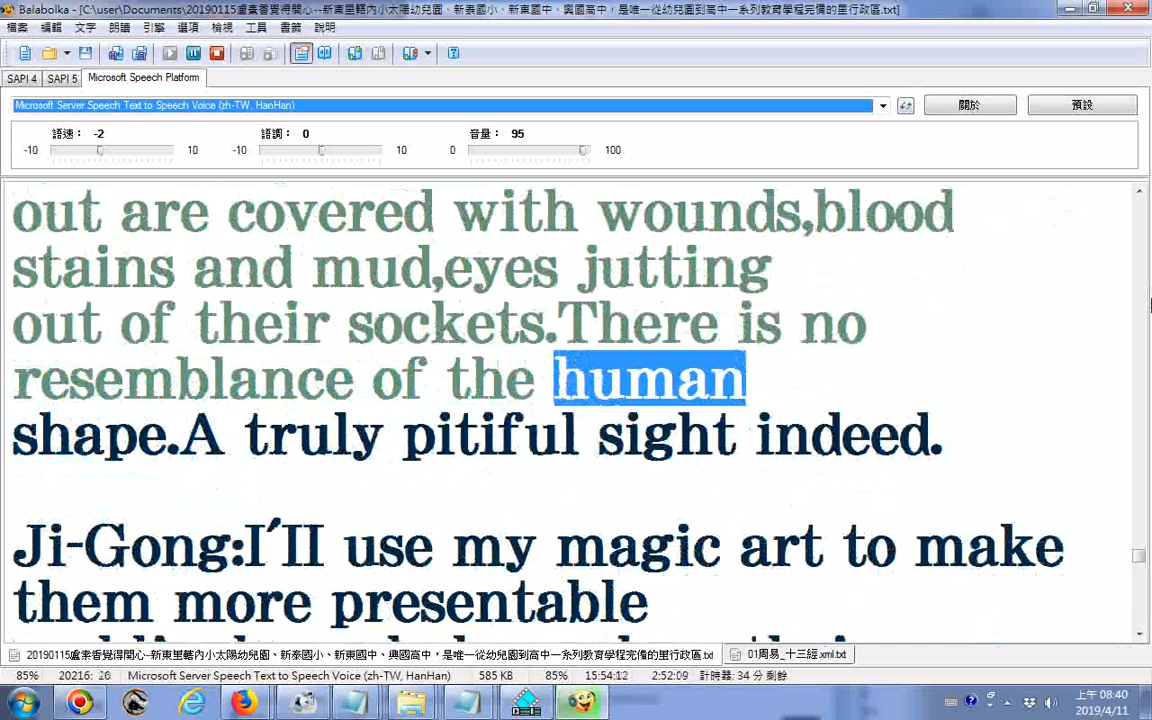 Balabolka - [C:\user\Documents\20190115盧素香覺得開心--新東里轄內小太陽幼兒園、新泰國小、新東國中、興國高中，是唯一從幼兒園到高中一系列教育學程完備的里行政區.txt]
檔案 編輯 文字 朗讀 引擎 選項 檢視 工具 書籤 說明
SAPI 4 SAPI 5 Microsoft Speech Platform
Microsoft Server Speech Text to Speech Voice (zh-TW, HanHan) 關於 預設
語速： -2 語調： 0 音量： 95
-10 10 -10 10 0 100
out are covered with wounds,blood
stains and mud,eyes jutting
out of their sockets.There is no
resemblance of the human
shape.A truly pitiful sight indeed.
Ji-Gong:I'II use my magic art to make
them more presentable
20190115盧素香覺得開心--新東里轄內小太陽幼兒園、新泰國小、新東國中、興國高中，是唯一從幼兒園到高中一系列教育學程完備的里行政區.txt 01周易_十三經.xml.txt
85% 20216: 26 Microsoft Server Speech Text to Speech Voice (zh-TW, HanHan) 585 KB 85% 15:54:12 2:52:09 計時器： 34 分 剩餘
上午 08:40
2019/4/11